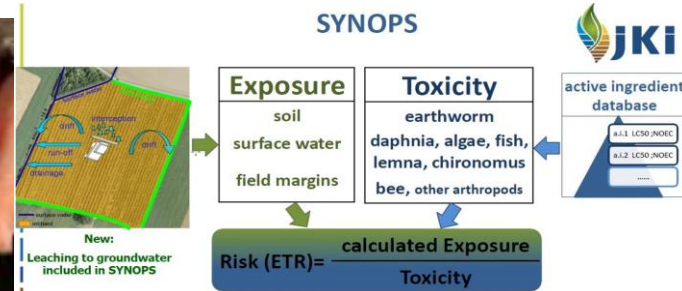 SYNOPS
jKi
Exposure
soil
surface water
field margins
Toxicity
earthworm
daphnia, algae, fish,
lemna, chironomus
bee, other arthropods
active ingredient
database
a.i.1 LC50 ;NOEC
a.i.2 LC50 ;NOEC
.....
surface water
drift
interception
drift
run-off
drainage
surface water
New:
Leaching to groundwater
included in SYNOPS
Risk (ETR)=
calculated Exposure
Toxicity